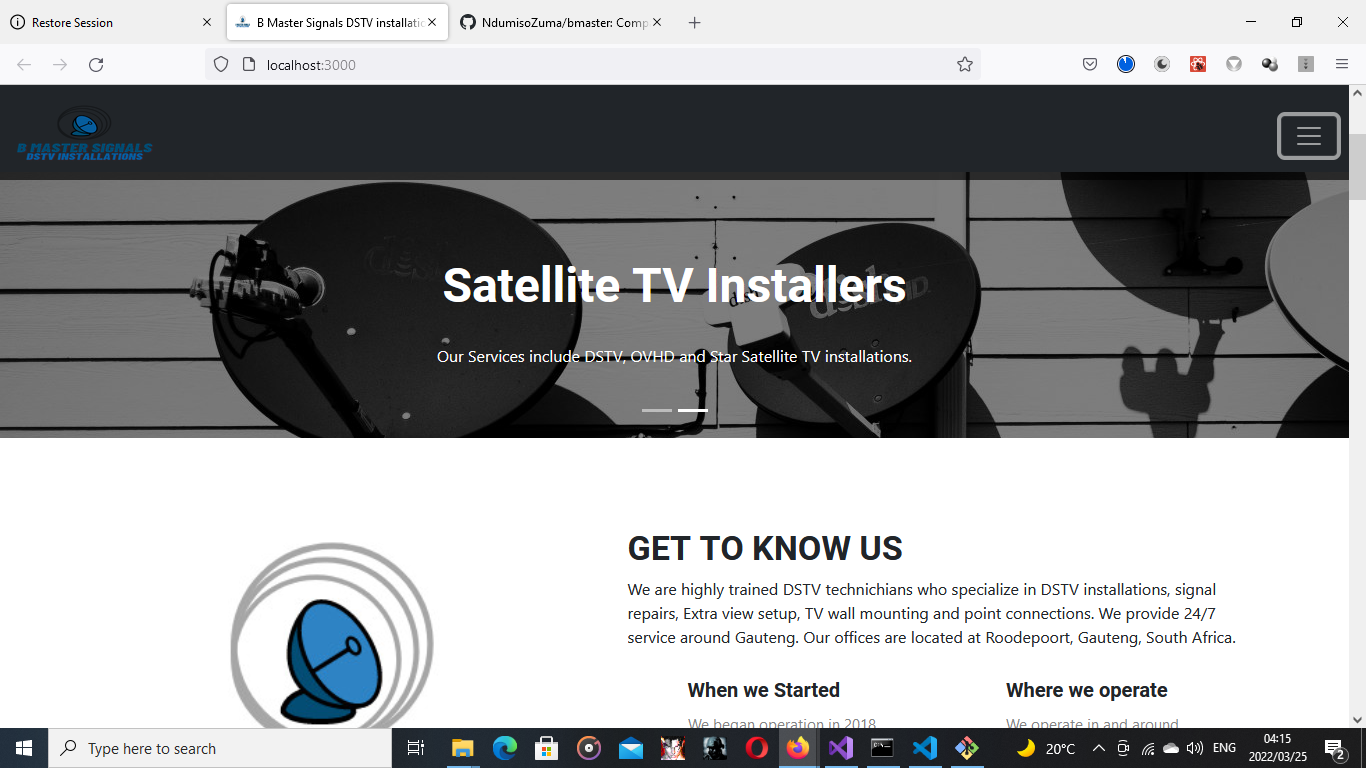 Restore Session
B Master Signals DSTV installatio
NdumisoZuma/bmaster: Comp
localhost:3000
B MASTER SIGNALS
DSTV INSTALLATIONS
dish
Satellite TV Installers
Our Services include DSTV, OVHD and Star Satellite TV installations.
GET TO KNOW US
We are highly trained DSTV technichians who specialize in DSTV installations, signal
repairs, Extra view setup, TV wall mounting and point connections. We provide 24/7
service around Gauteng. Our offices are located at Roodepoort, Gauteng, South Africa.
When we Started
Where we operate
We began operation in 2018
We operate in and around
Type here to search
20°C
ENG
04:15
2022/03/25
2